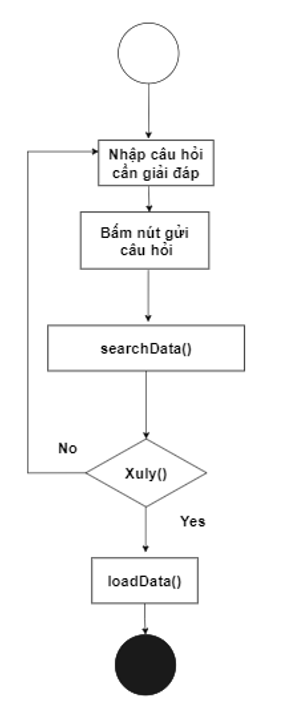 Nhập câu hỏi
cần giải đáp
Bấm nút gửi
câu hỏi
searchData()
No
Xuly()
Yes
loadData()